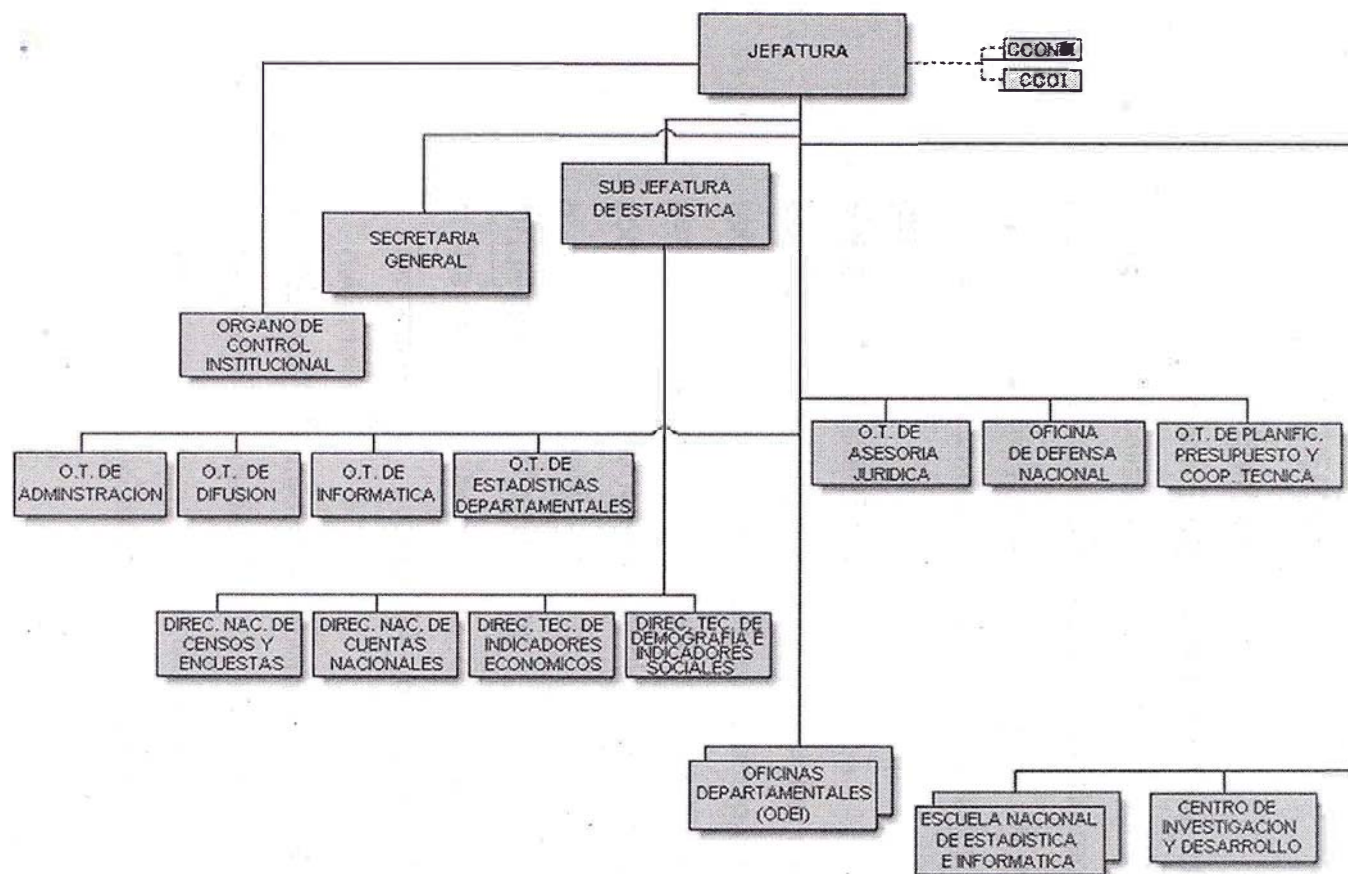 JEFATURA
CCOI
SUB JEFATURA
DE ESTADISTICA
SECRETARIA
GENERAL
ORGANO DE
CONTROL
INSTITUCIONAL
O.T. DE
ADMINSTRACION
O.T. DE
DIFUSION
O.T. DE
INFORMATICA
O.T. DE
ESTADISTICAS
DEPARTAMENTALES
O.T. DE
ASESORIA
JURIDICA
OFICINA
DE DEFENSA
NACIONAL
O.T. DE PLANIFIC.
PRESUPUESTO Y
COOP. TECNICA
DIREC. NAC. DE
CENSOS Y
ENCUESTAS
DIREC. NAC. DE
CUENTAS
NACIONALES
DIREC. TEC. DE
INDICADORES
ECONOMICOS
DIREC. TEC. DE
DEMOGRAFIA E
INDICADORES
SOCIALES
OFICINAS
DEPARTAMENTALES
(ODEI)
ESCUELA NACIONAL
DE ESTADISTICA
E INFORMATICA
CENTRO DE
INVESTIGACION
Y DESARROLLO